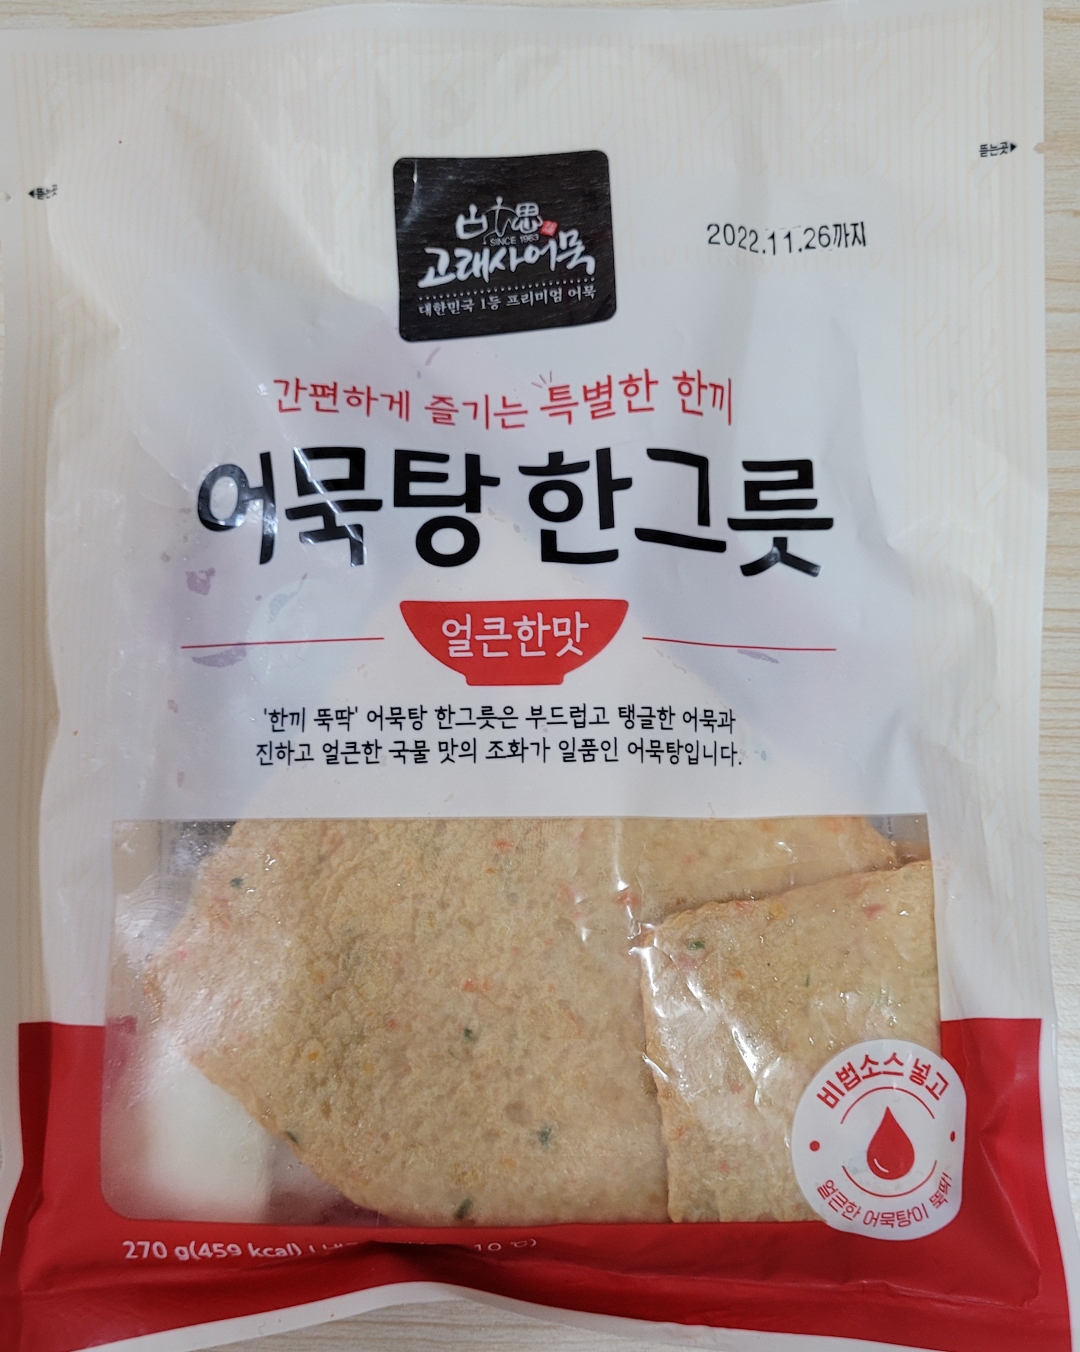 ◀뜯는곳
뜯는곳▶
SINCE 1963
고래사어묵
대한민국 1등 프리미엄 어묵
2022.11.26까지
간편하게 즐기는 특별한 한끼
어묵탕 한그릇
얼큰한맛
'한끼 뚝딱' 어묵탕 한그릇은 부드럽고 탱글한 어묵과
진하고 얼큰한 국물 맛의 조화가 일품인 어묵탕입니다.
비법소스 넣고
얼큰한 어묵탕이 뚝딱!
270 g(459 kcal)